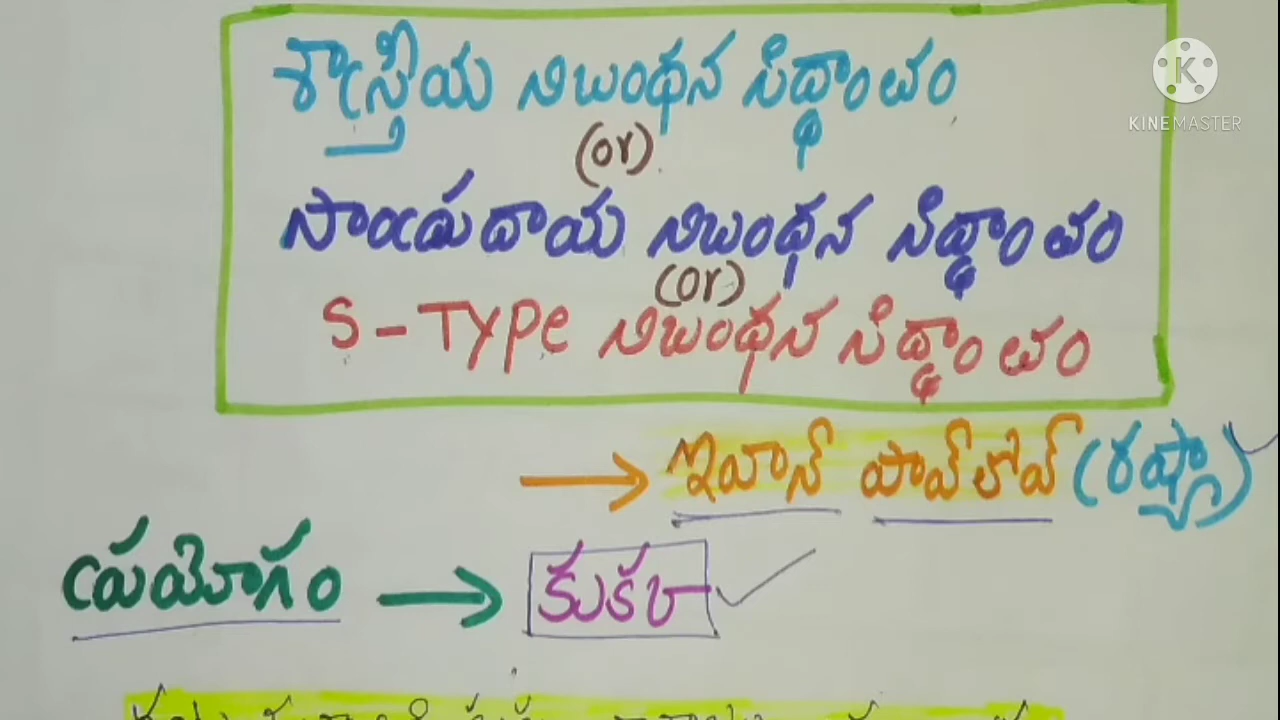 శాస్త్రీయ నిబంధన సిద్ధాంతం
KINEMASTER
(or)
సాంప్రదాయ నిబంధన సిద్ధాంతం
(or)
S-Type నిబంధన సిద్ధాంతం
→ ఇవాన్ పావ్‌లోవ్ (రష్యా)
ప్రయోగం → కుక్క